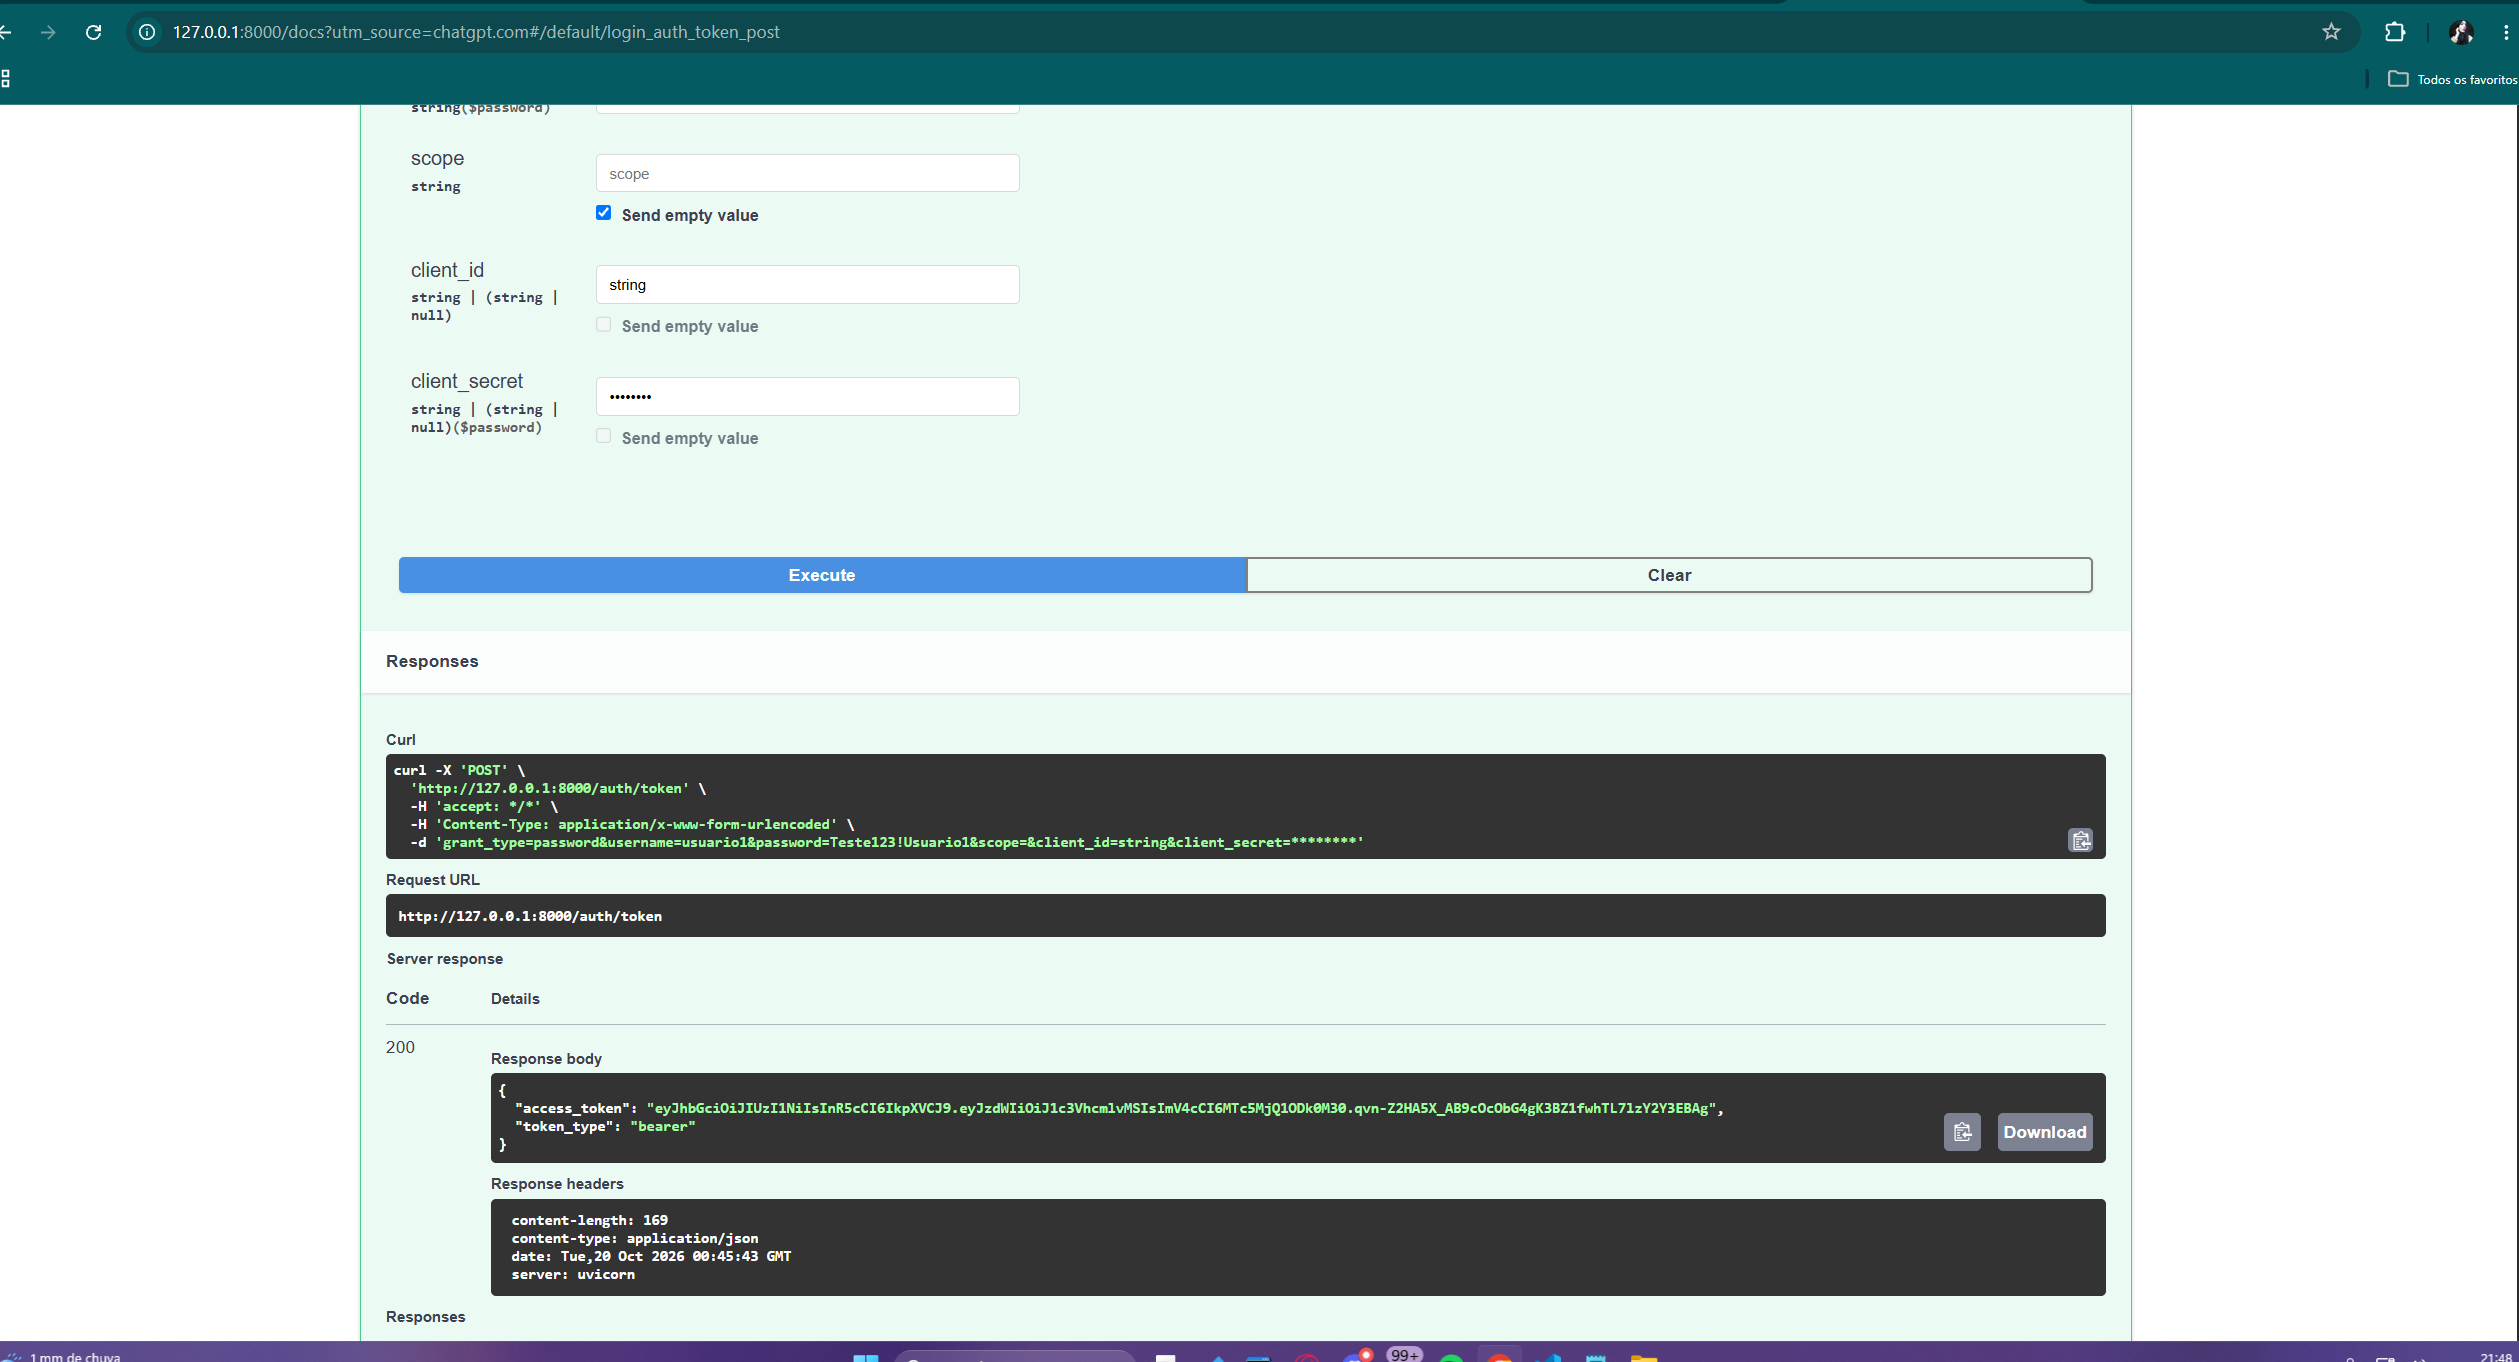 127.0.0.1:8000/docs?utm_source=chatgpt.com#/default/login_auth_token_post
Todos os favoritos
string($password)
scope
string
scope
Send empty value
client_id
string | (string |
null)
string
Send empty value
client_secret
string | (string |
null)($password)
••••••••
Send empty value
Execute
Clear
Responses
Curl
curl -X 'POST' \
'http://127.0.0.1:8000/auth/token' \
-H 'accept: */*' \
-H 'Content-Type: application/x-www-form-urlencoded' \
-d 'grant_type=password&username=usuario1&password=Teste123!Usuario1&scope=&client_id=string&client_secret=********'
Request URL
http://127.0.0.1:8000/auth/token
Server response
Code
Details
200
Response body
{
"access_token": "eyJhbGciOiJIUzI1NiIsInR5cCI6IkpXVCJ9.eyJzdWIiOiJ1c3VhcmlvMSIsImV4cCI6MTc5MjQ1ODk0M30.qvn-Z2HA5X_AB9cOcObG4gK3BZ1fwhTL7lzY2Y3EBAg",
"token_type": "bearer"
}
Download
Response headers
content-length: 169
content-type: application/json
date: Tue,20 Oct 2026 00:45:43 GMT
server: uvicorn
Responses
1 mm de chuva
99+
21:48